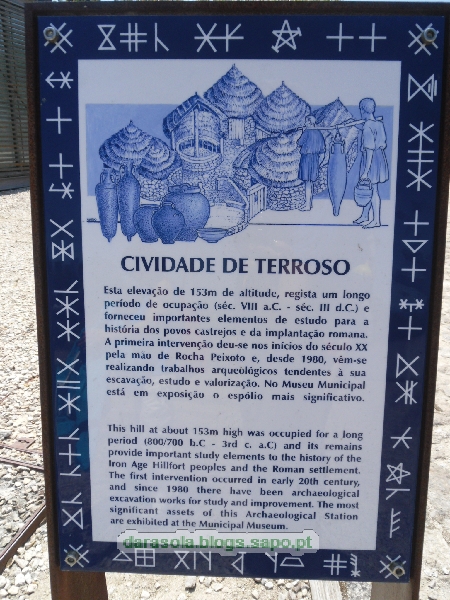 CIVIDADE DE TERROSO
Esta elevação de 153m de altitude, regista um longo
período de ocupação (séc. VIII a.C. - séc. III d.C.) e
forneceu importantes elementos de estudo para a
história dos povos castrejos e da implantação romana.
A primeira intervenção deu-se nos inícios do século XX
pela mão de Rocha Peixoto e, desde 1980, vêm-se
realizando trabalhos arqueológicos tendentes à sua
escavação, estudo e valorização. No Museu Municipal
está em exposição o espólio mais significativo.
This hill at about 153m high was occupied for a long
period (800/700 b.C - 3rd c. a.C) and its remains
provide important study elements to the history of the
Iron Age Hillfort peoples and the Roman settlement.
The first intervention occurred in early 20th century,
and since 1980 there have been archaeological
excavation works for study and improvement. The most
significant assets of this Archaeological Station
are exhibited at the Municipal Museum.
darasola.blogs.sapo.pt